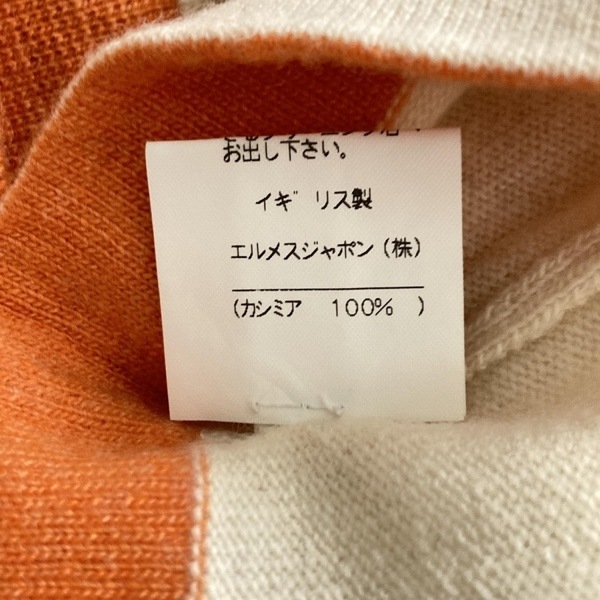 お出し下さい。
イギリス製
エルメスジャポン（株）
（カシミア 100% ）